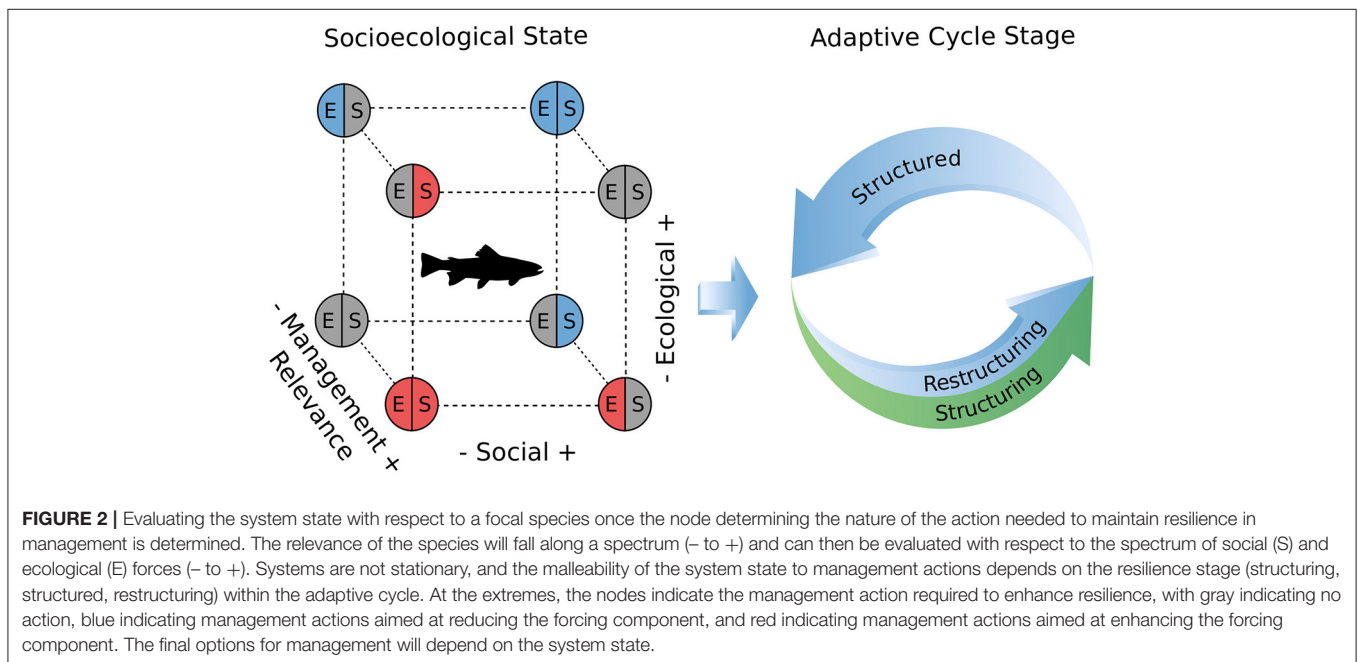 Socioecological State
Adaptive Cycle Stage
E S
E S
E S
E S
E S
E S
E S
E S
- Management +
Relevance
- Social +
- Ecological +
Structured
Restructuring
Structuring
FIGURE 2 | Evaluating the system state with respect to a focal species once the node determining the nature of the action needed to maintain resilience in
management is determined. The relevance of the species will fall along a spectrum (– to +) and can then be evaluated with respect to the spectrum of social (S) and
ecological (E) forces (– to +). Systems are not stationary, and the malleability of the system state to management actions depends on the resilience stage (structuring,
structured, restructuring) within the adaptive cycle. At the extremes, the nodes indicate the management action required to enhance resilience, with gray indicating no
action, blue indicating management actions aimed at reducing the forcing component, and red indicating management actions aimed at enhancing the forcing
component. The final options for management will depend on the system state.